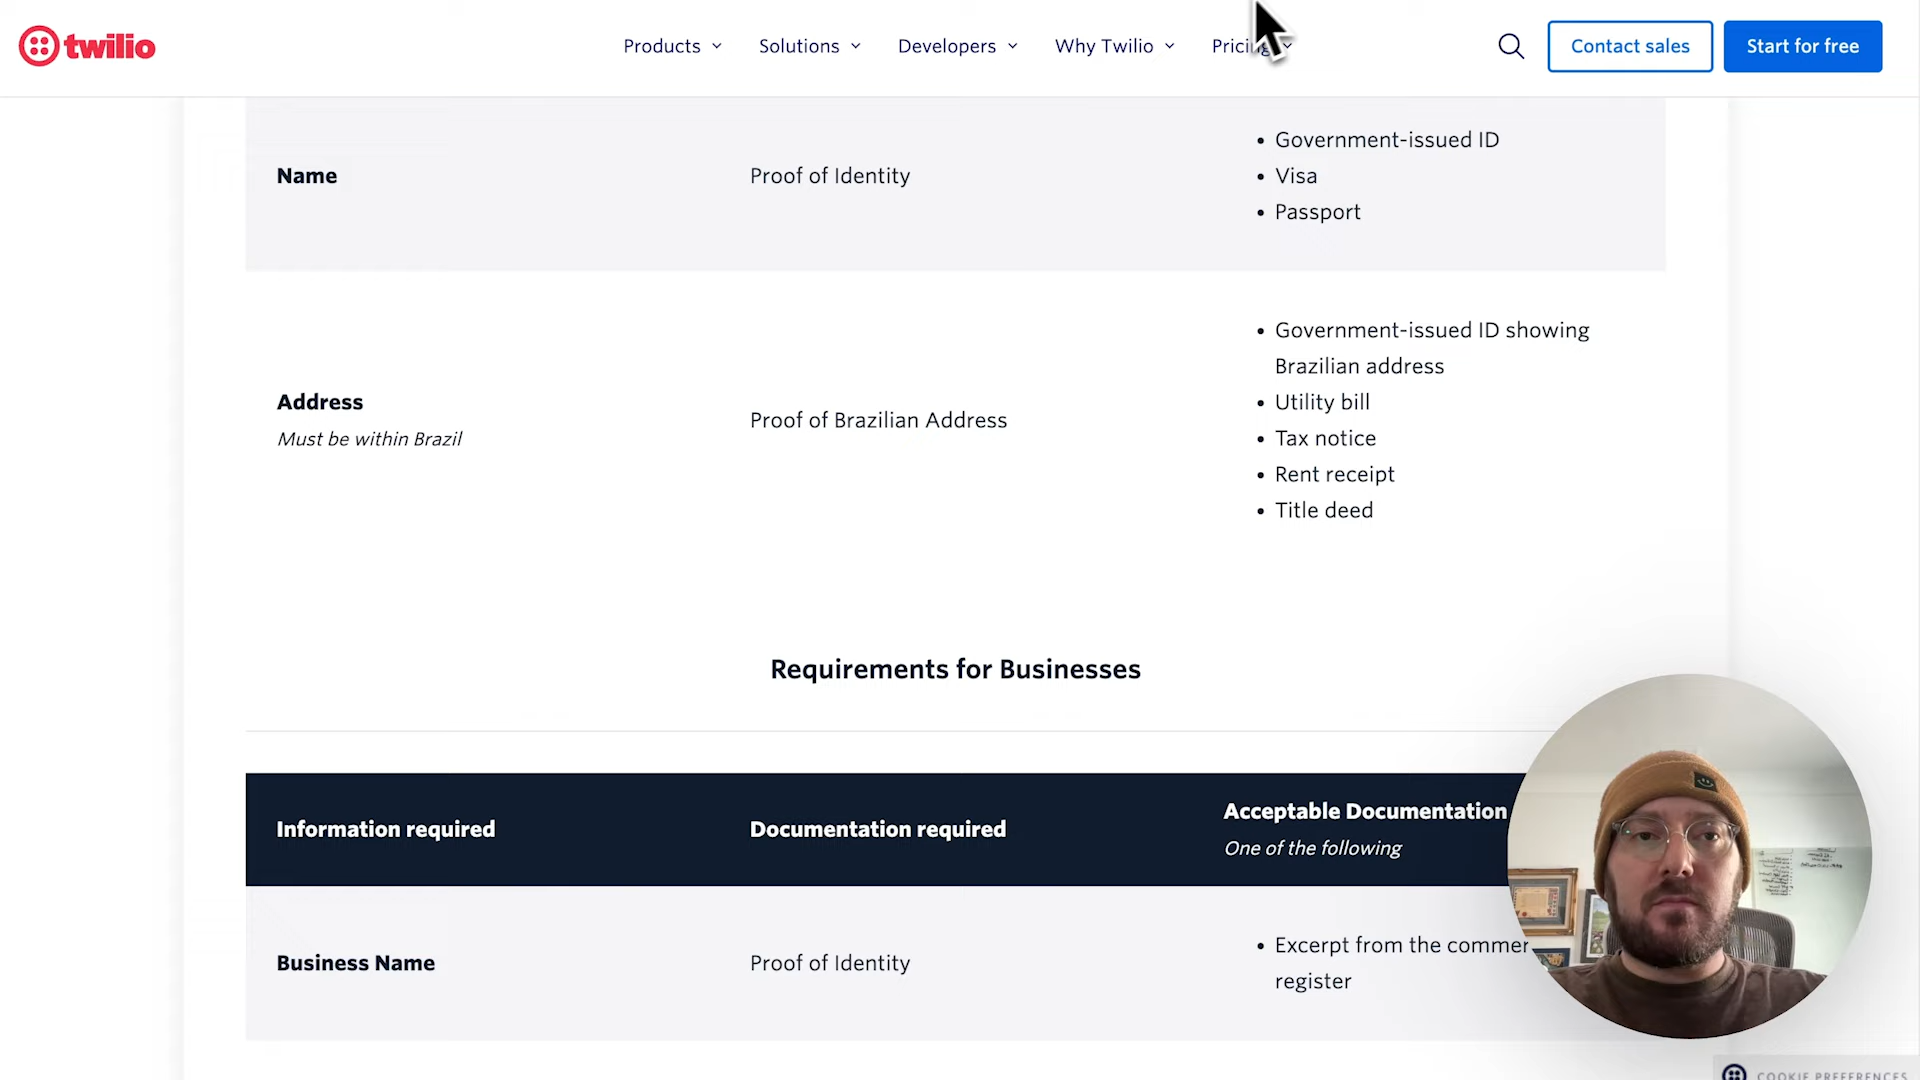 twilio
Products
Solutions
Developers
Why Twilio
Contact sales
Start for free
Name
Proof of Identity
• Government-issued ID
• Visa
• Passport
Address
Must be within Brazil
Proof of Brazilian Address
• Government-issued ID showing
Brazilian address
• Utility bill
• Tax notice
• Rent receipt
• Title deed
Requirements for Businesses
Information required
Documentation required
Acceptable Documentation
One of the following
Business Name
Proof of Identity
• Excerpt from the commer
register
COOKIE PREFERENCES